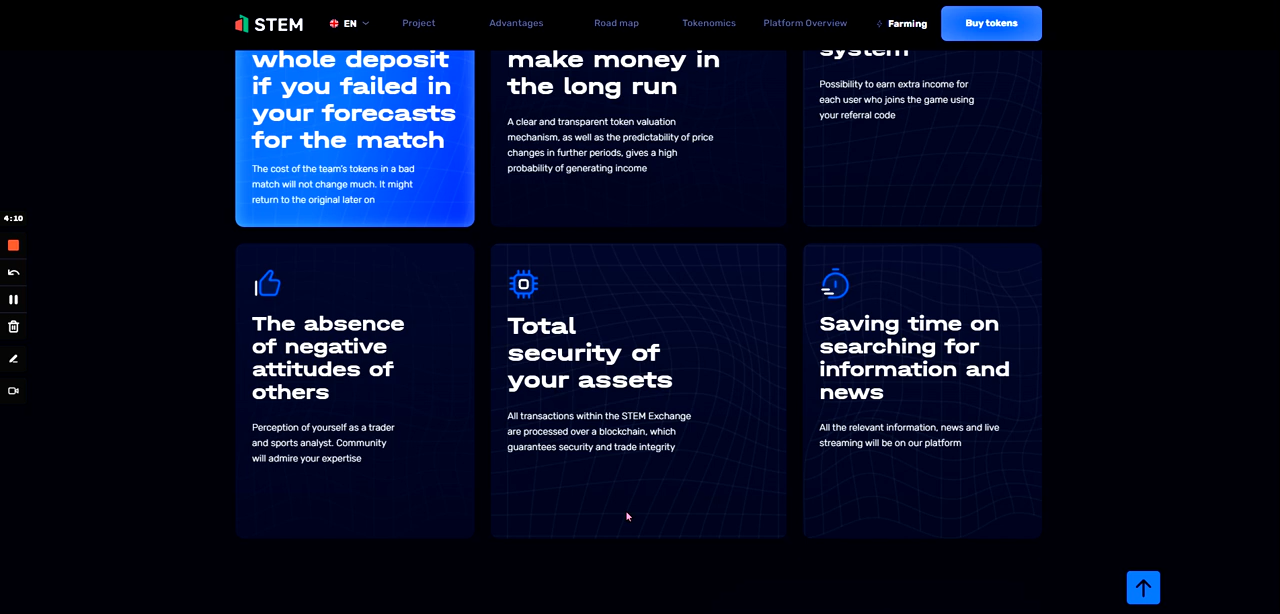 STEM
EN
Project
Advantages
Road map
Tokenomics
Platform Overview
Farming
Buy tokens
whole deposit
if you failed in
your forecasts
for the match
The cost of the team's tokens in a bad
match will not change much. It might
return to the original later on
make money in
the long run
A clear and transparent token valuation
mechanism, as well as the predictability of price
changes in further periods, gives a high
probability of generating income
system
Possibility to earn extra income for
each user who joins the game using
your referral code
4:10
The absence
of negative
attitudes of
others
Perception of yourself as a trader
and sports analyst. Community
will admire your expertise
Total
security of
your assets
All transactions within the STEM Exchange
are processed over a blockchain, which
guarantees security and trade integrity
Saving time on
searching for
information and
news
All the relevant information, news and live
streaming will be on our platform